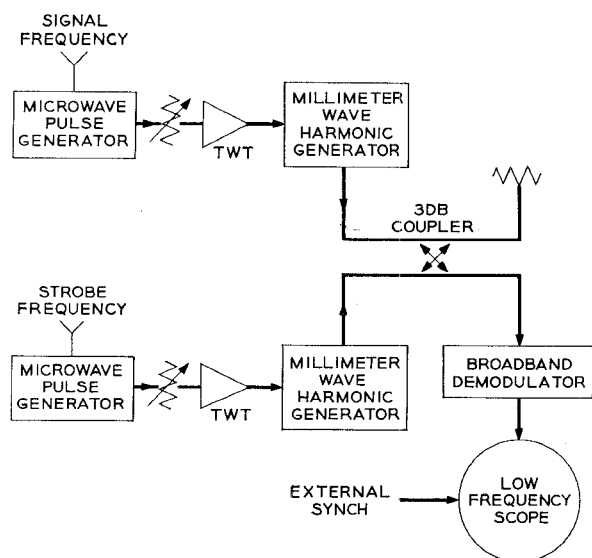 SIGNAL
FREQUENCY
MICROWAVE
PULSE
GENERATOR
TWT
MILLIMETER
WAVE
HARMONIC
GENERATOR
3DB
COUPLER
STROBE
FREQUENCY
MICROWAVE
PULSE
GENERATOR
TWT
MILLIMETER
WAVE
HARMONIC
GENERATOR
BROADBAND
DEMODULATOR
EXTERNAL
SYNCH
LOW
FREQUENCY
SCOPE